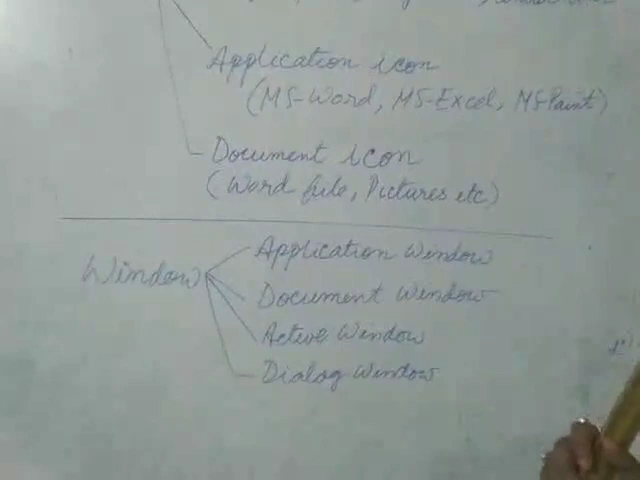 Application icon
(MS-Word, MS-Excel, MS Paint)
Document icon
(Word file, Pictures etc)
Window
Application Window
Document Window
Active Window
Dialog Window